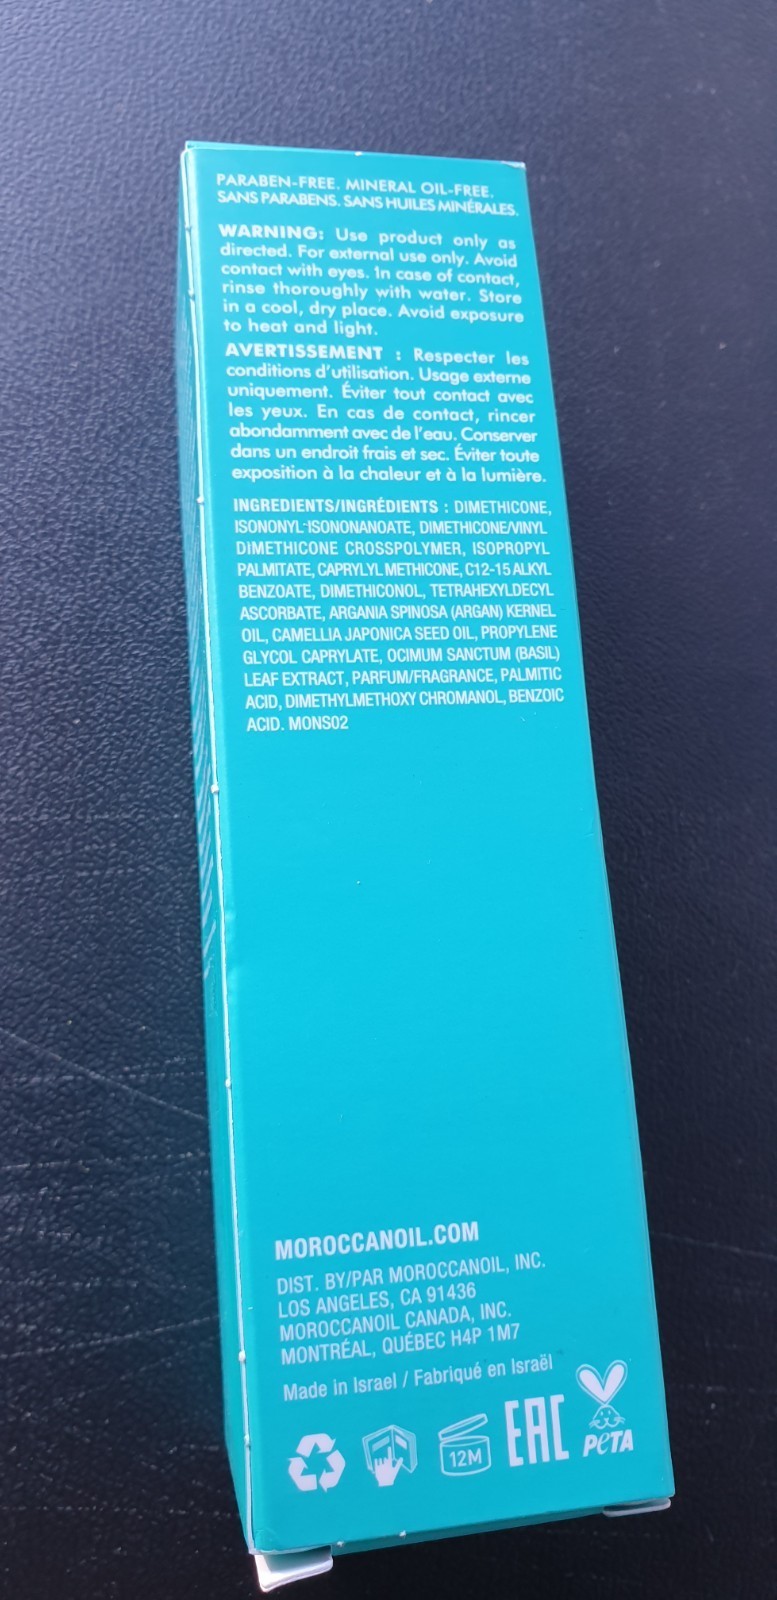 PARABEN-FREE. MINERAL OIL-FREE.
SANS PARABENS. SANS HUILES MINÉRALES.
WARNING: Use product only as
directed. For external use only. Avoid
contact with eyes. In case of contact,
rinse thoroughly with water. Store
in a cool, dry place. Avoid exposure
to heat and light.
AVERTISSEMENT : Respecter les
conditions d'utilisation. Usage externe
uniquement. Éviter tout contact avec
les yeux. En cas de contact, rincer
abondamment avec de l'eau. Conserver
dans un endroit frais et sec. Éviter toute
exposition à la chaleur et à la lumière.
INGREDIENTS/INGRÉDIENTS : DIMETHICONE,
ISONONYL ISONONANOATE, DIMETHICONE/VINYL
DIMETHICONE CROSSPOLYMER, ISOPROPYL
PALMITATE, CAPRYLYL METHICONE, C12-15 ALKYL
BENZOATE, DIMETHICONOL, TETRAHEXYLDECYL
ASCORBATE, ARGANIA SPINOSA (ARGAN) KERNEL
OIL, CAMELLIA JAPONICA SEED OIL, PROPYLENE
GLYCOL CAPRYLATE, OCIMUM SANCTUM (BASIL)
LEAF EXTRACT, PARFUM/FRAGRANCE, PALMITIC
ACID, DIMETHYLMETHOXY CHROMANOL, BENZOIC
ACID. MONS02
MOROCCANOIL.COM
DIST. BY/PAR MOROCCANOIL, INC.
LOS ANGELES, CA 91436
MOROCCANOIL CANADA, INC.
MONTRÉAL, QUÉBEC H4P 1M7
Made in Israel / Fabriqué en Israël
12M
EAC
PETA